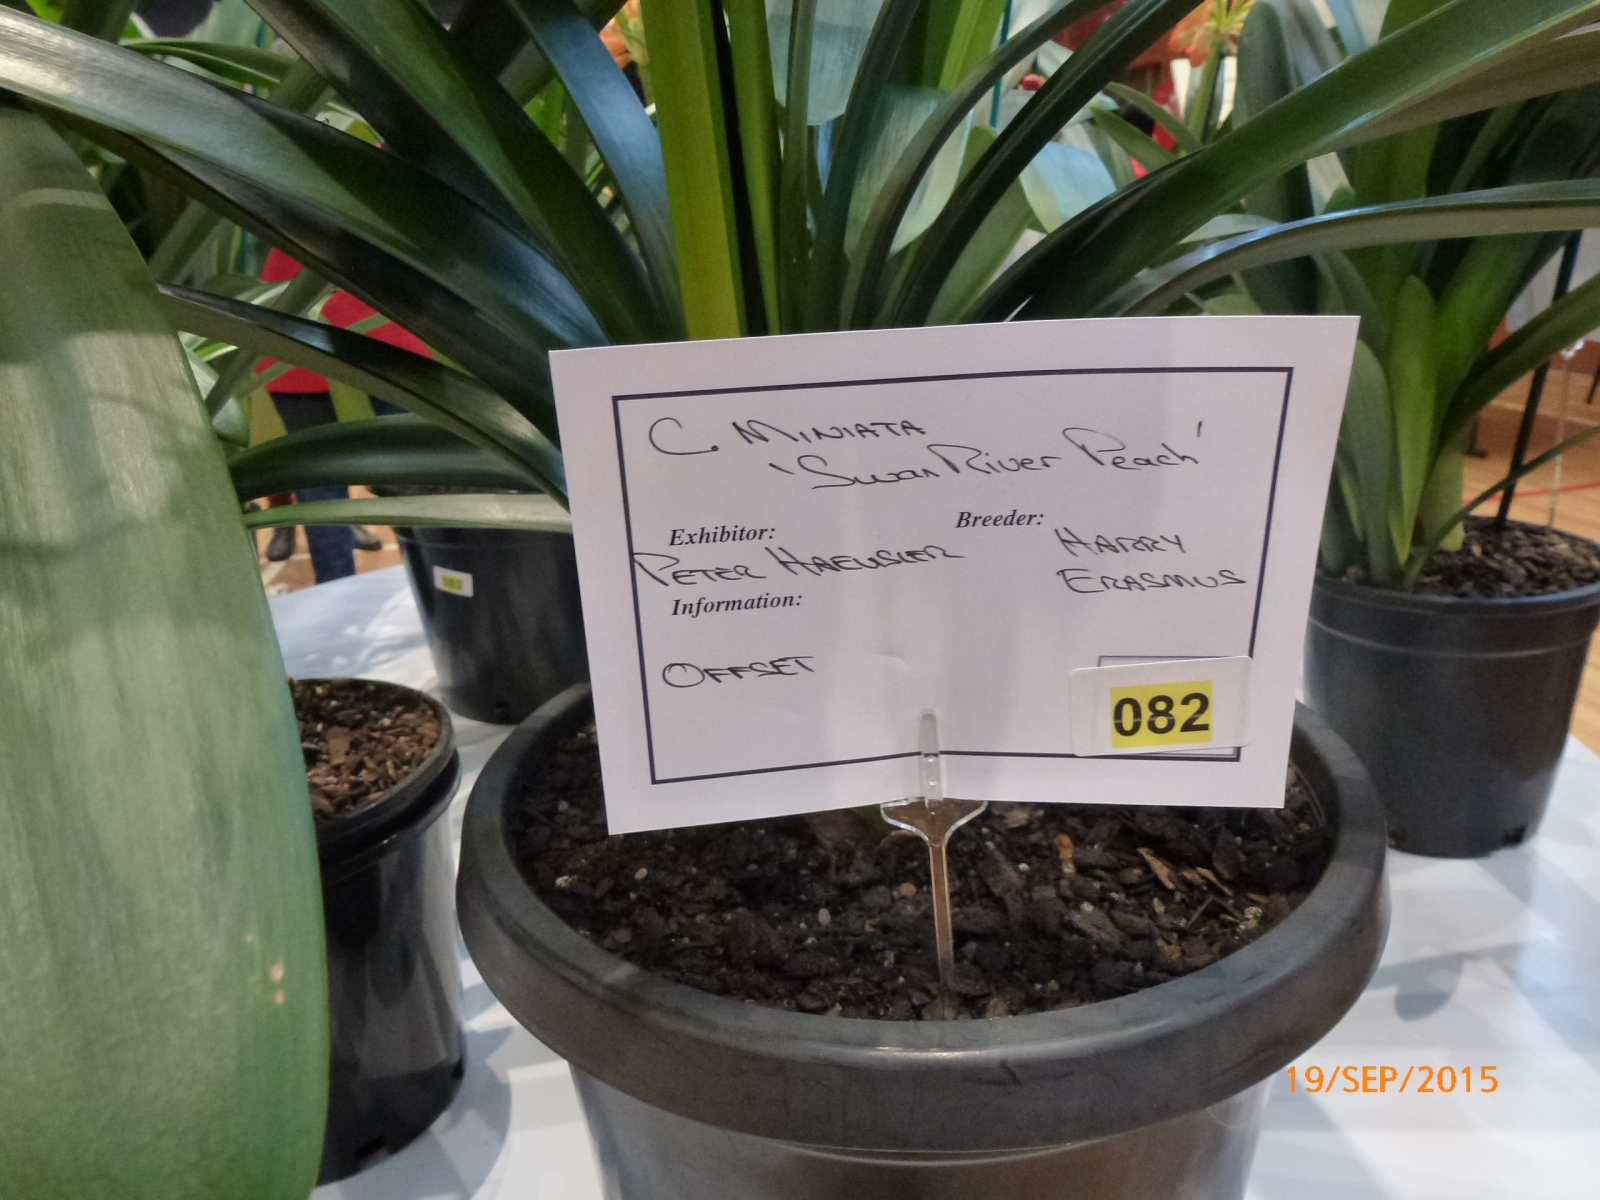 C. MINIATA
'Swan River Peach'
Exhibitor:
Breeder:
PETER HAEUSLER
HARRY
ERASMUS
Information:
OFFSET
082
19/SEP/2015